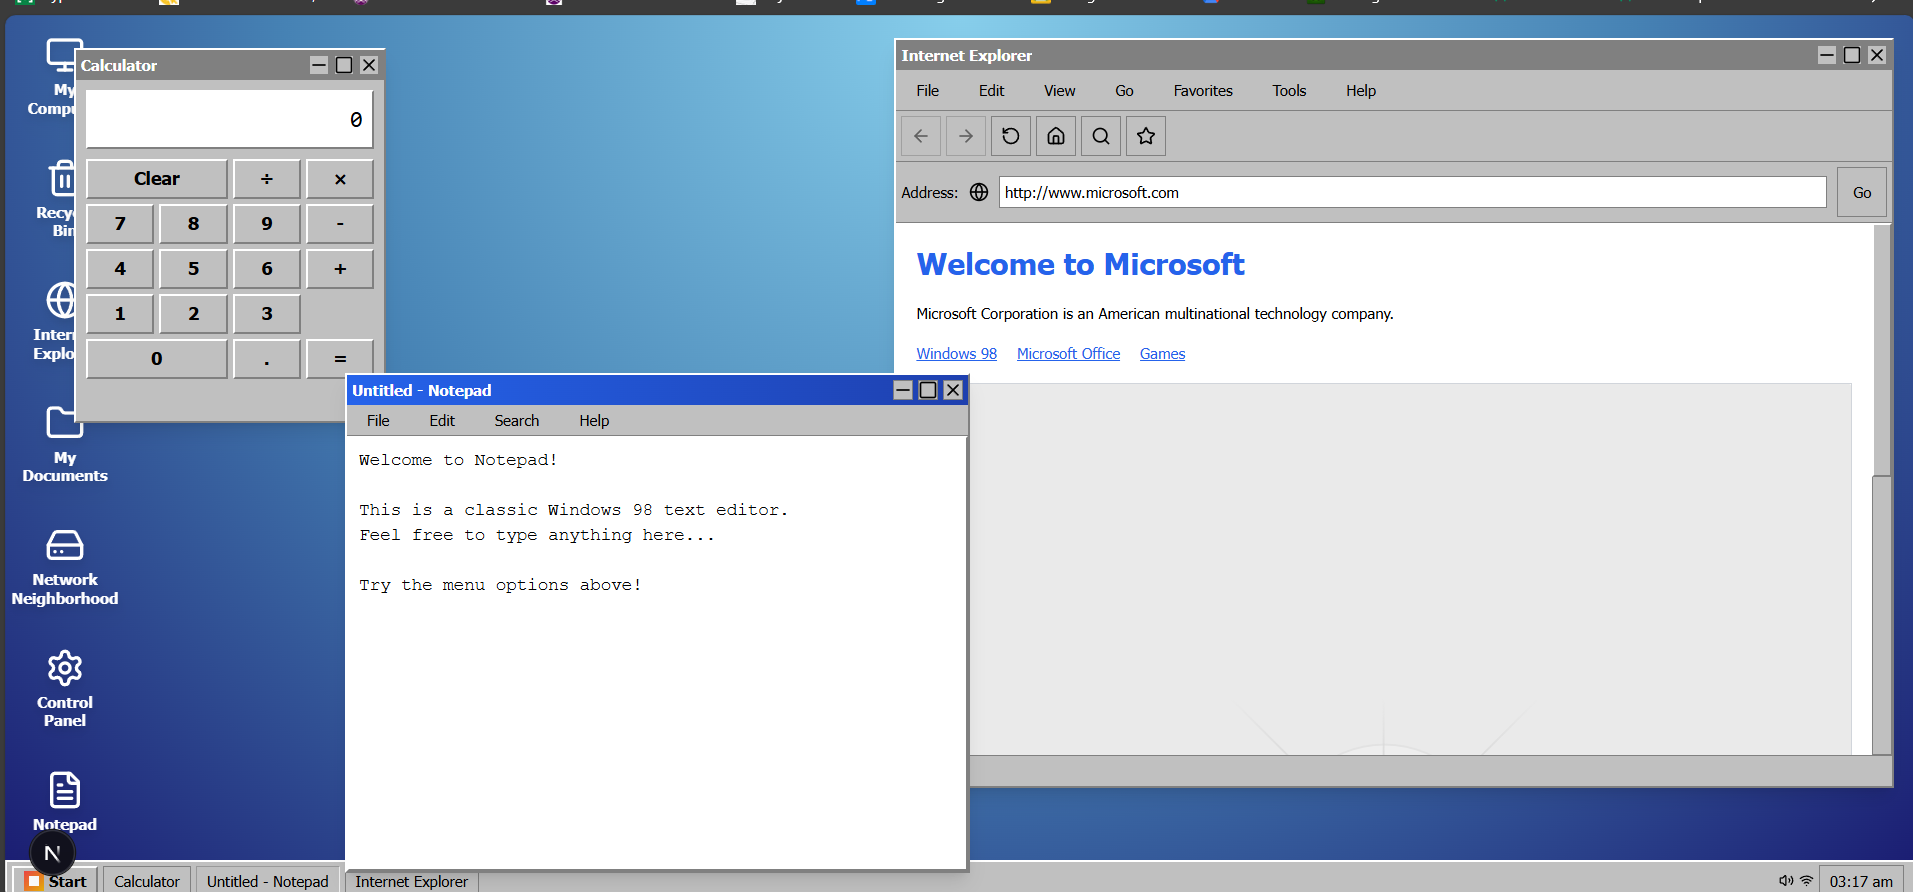 My
Compu
Recy
Bin
Intern
Explo
My
Documents
Network
Neighborhood
Control
Panel
Notepad
Calculator
0
Clear ÷ ×
7 8 9 -
4 5 6 +
1 2 3
0 . =
Untitled - Notepad
File Edit Search Help
Welcome to Notepad!
This is a classic Windows 98 text editor.
Feel free to type anything here...
Try the menu options above!
Internet Explorer
File Edit View Go Favorites Tools Help
Address: http://www.microsoft.com Go
Welcome to Microsoft
Microsoft Corporation is an American multinational technology company.
Windows 98 Microsoft Office Games
N
Start Calculator Untitled - Notepad Internet Explorer 03:17 am